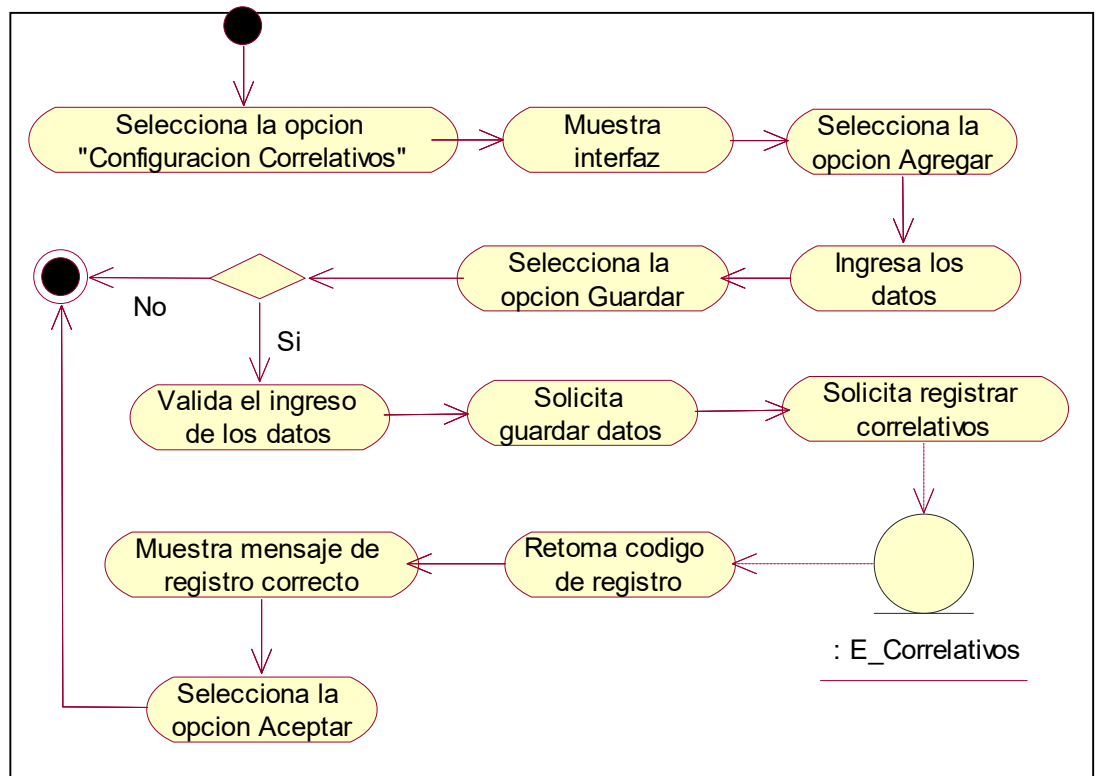 Selecciona la opcion
"Configuracion Correlativos"
Muestra
interfaz
Selecciona la
opcion Agregar
Ingresa los
datos
Selecciona la
opcion Guardar
No
Si
Valida el ingreso
de los datos
Solicita
guardar datos
Solicita registrar
correlativos
: E_Correlativos
Retoma codigo
de registro
Muestra mensaje de
registro correcto
Selecciona la
opcion Aceptar